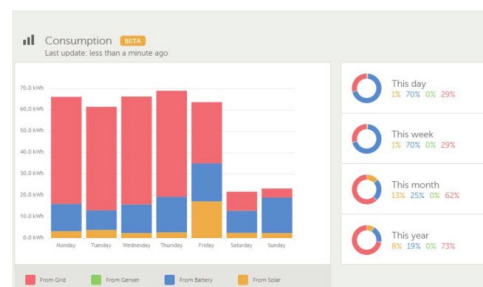 Consumption BETA
Last update: less than a minute ago
70.0 kWh
60.0 kWh
50.0 kWh
40.0 kWh
30.0 kWh
20.0 kWh
10.0 kWh
0.0 kWh
Monday Tuesday Wednesday Thursday Friday Saturday Sunday
From Grid From Genset From Battery From Solar
This day
1% 70% 0% 29%
This week
1% 70% 0% 29%
This month
13% 25% 0% 62%
This year
8% 19% 0% 73%